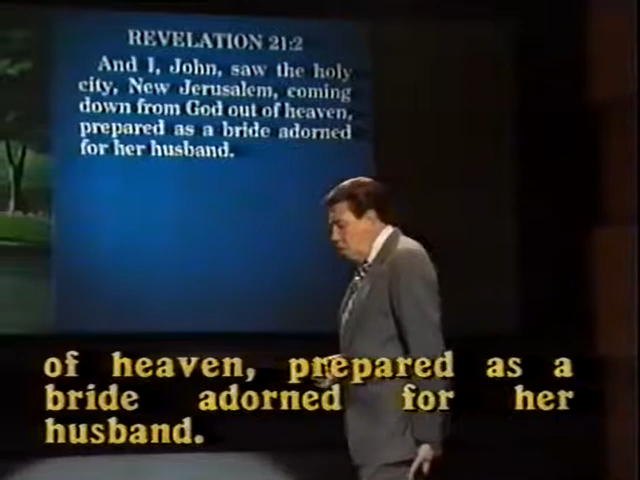 REVELATION 21:2
And I, John, saw the holy
city, New Jerusalem, coming
down from God out of heaven,
prepared as a bride adorned
for her husband.
of heaven, prepared as a
bride adorned for her
husband.